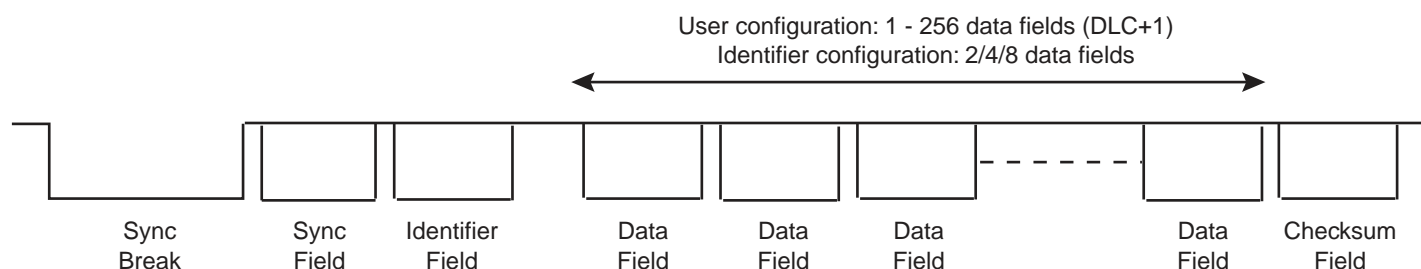 User configuration: 1 - 256 data fields (DLC+1)
Identifier configuration: 2/4/8 data fields
Sync Break
Sync Field
Identifier Field
Data Field
Data Field
Data Field
Data Field
Checksum Field